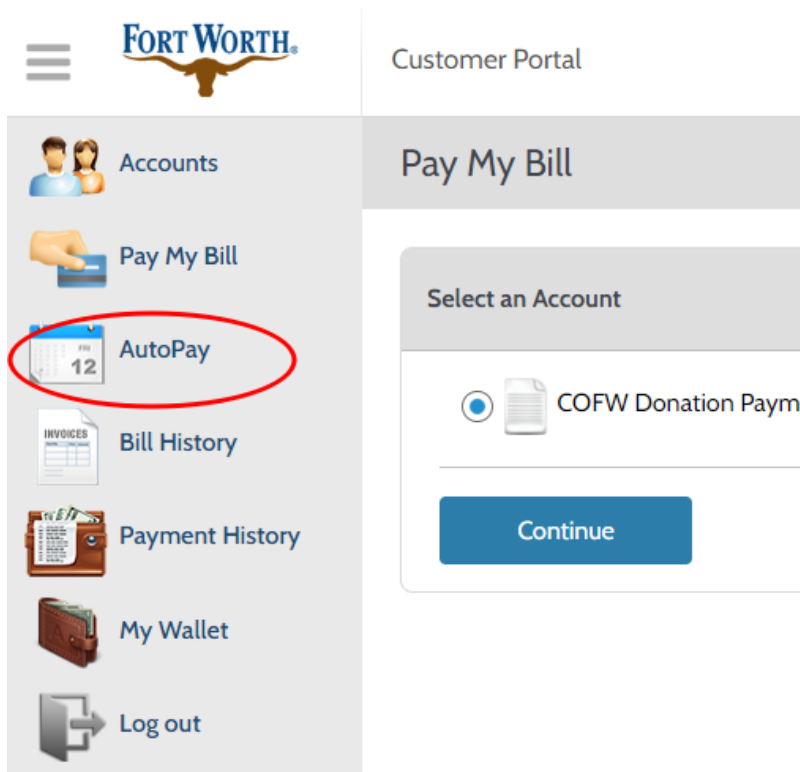 FORT WORTH®
Customer Portal
Accounts
Pay My Bill
FRI
12
AutoPay
INVOICES
Bill History
Payment History
My Wallet
Log out
Pay My Bill
Select an Account
COFW Donation Paym
Continue